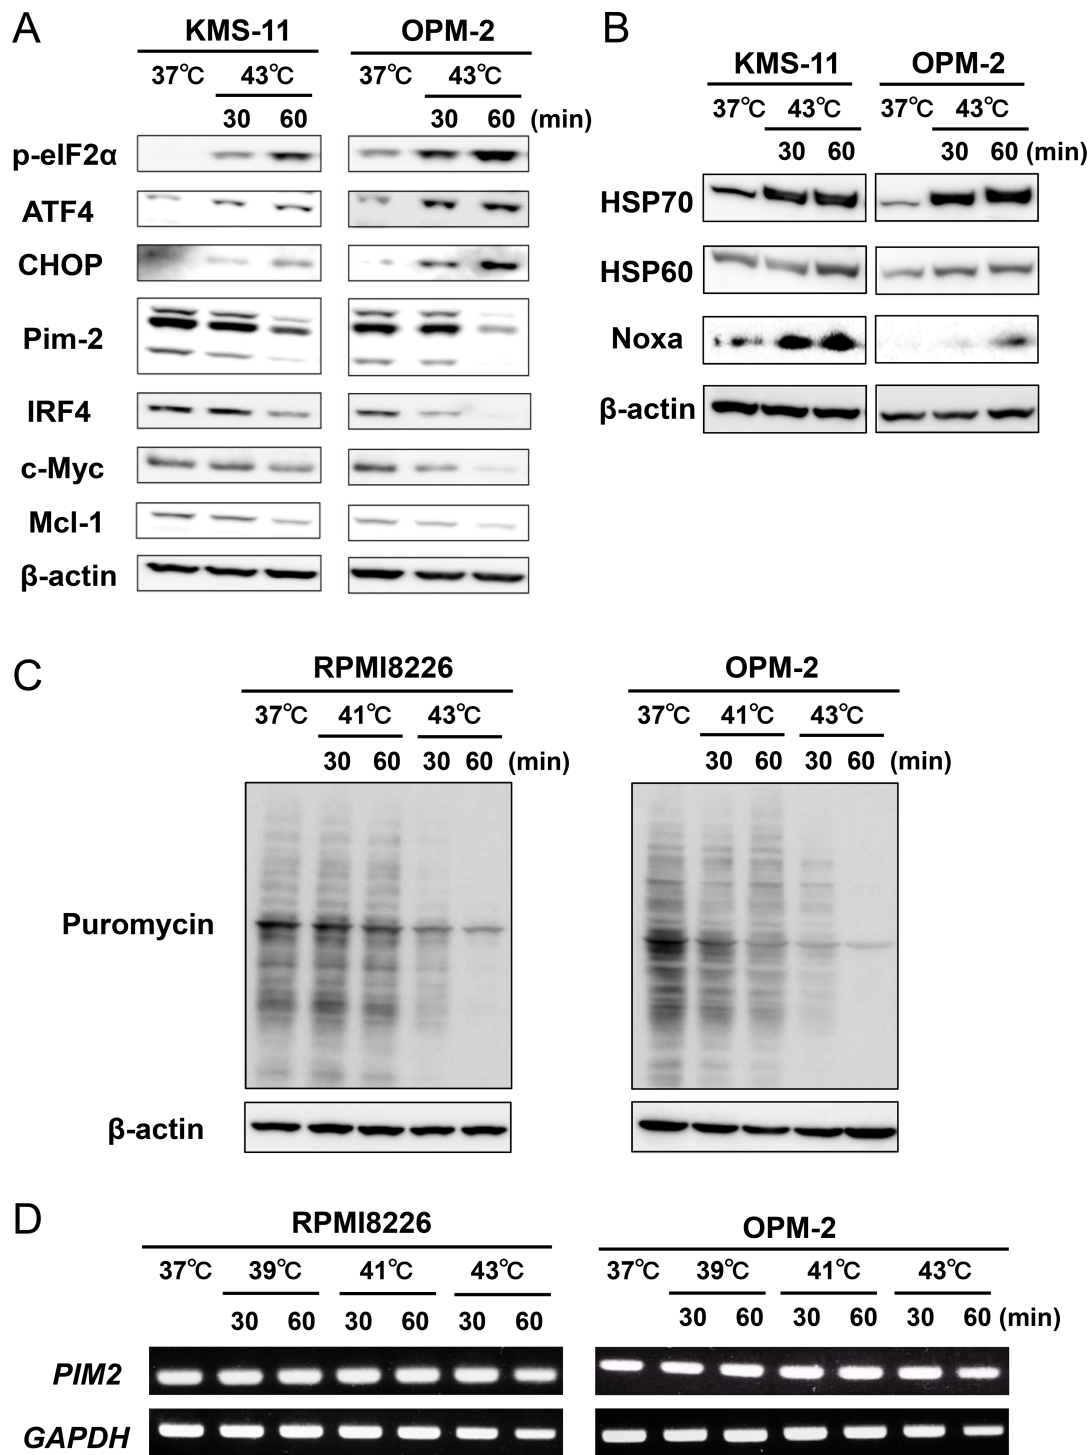 A
KMS-11 OPM-2
37℃ 43℃ 37℃ 43℃
30 60 30 60 (min)
p-eIF2α
ATF4
CHOP
Pim-2
IRF4
c-Myc
Mcl-1
β-actin
B
KMS-11 OPM-2
37℃ 43℃ 37℃ 43℃
30 60 30 60 (min)
HSP70
HSP60
Noxa
β-actin
C
RPMI8226 OPM-2
37℃ 41℃ 43℃ 37℃ 41℃ 43℃
30 60 30 60 (min) 30 60 30 60 (min)
Puromycin
β-actin
D
RPMI8226 OPM-2
37℃ 39℃ 41℃ 43℃ 37℃ 39℃ 41℃ 43℃
30 60 30 60 30 60 30 60 30 60 30 60 (min)
PIM2
GAPDH